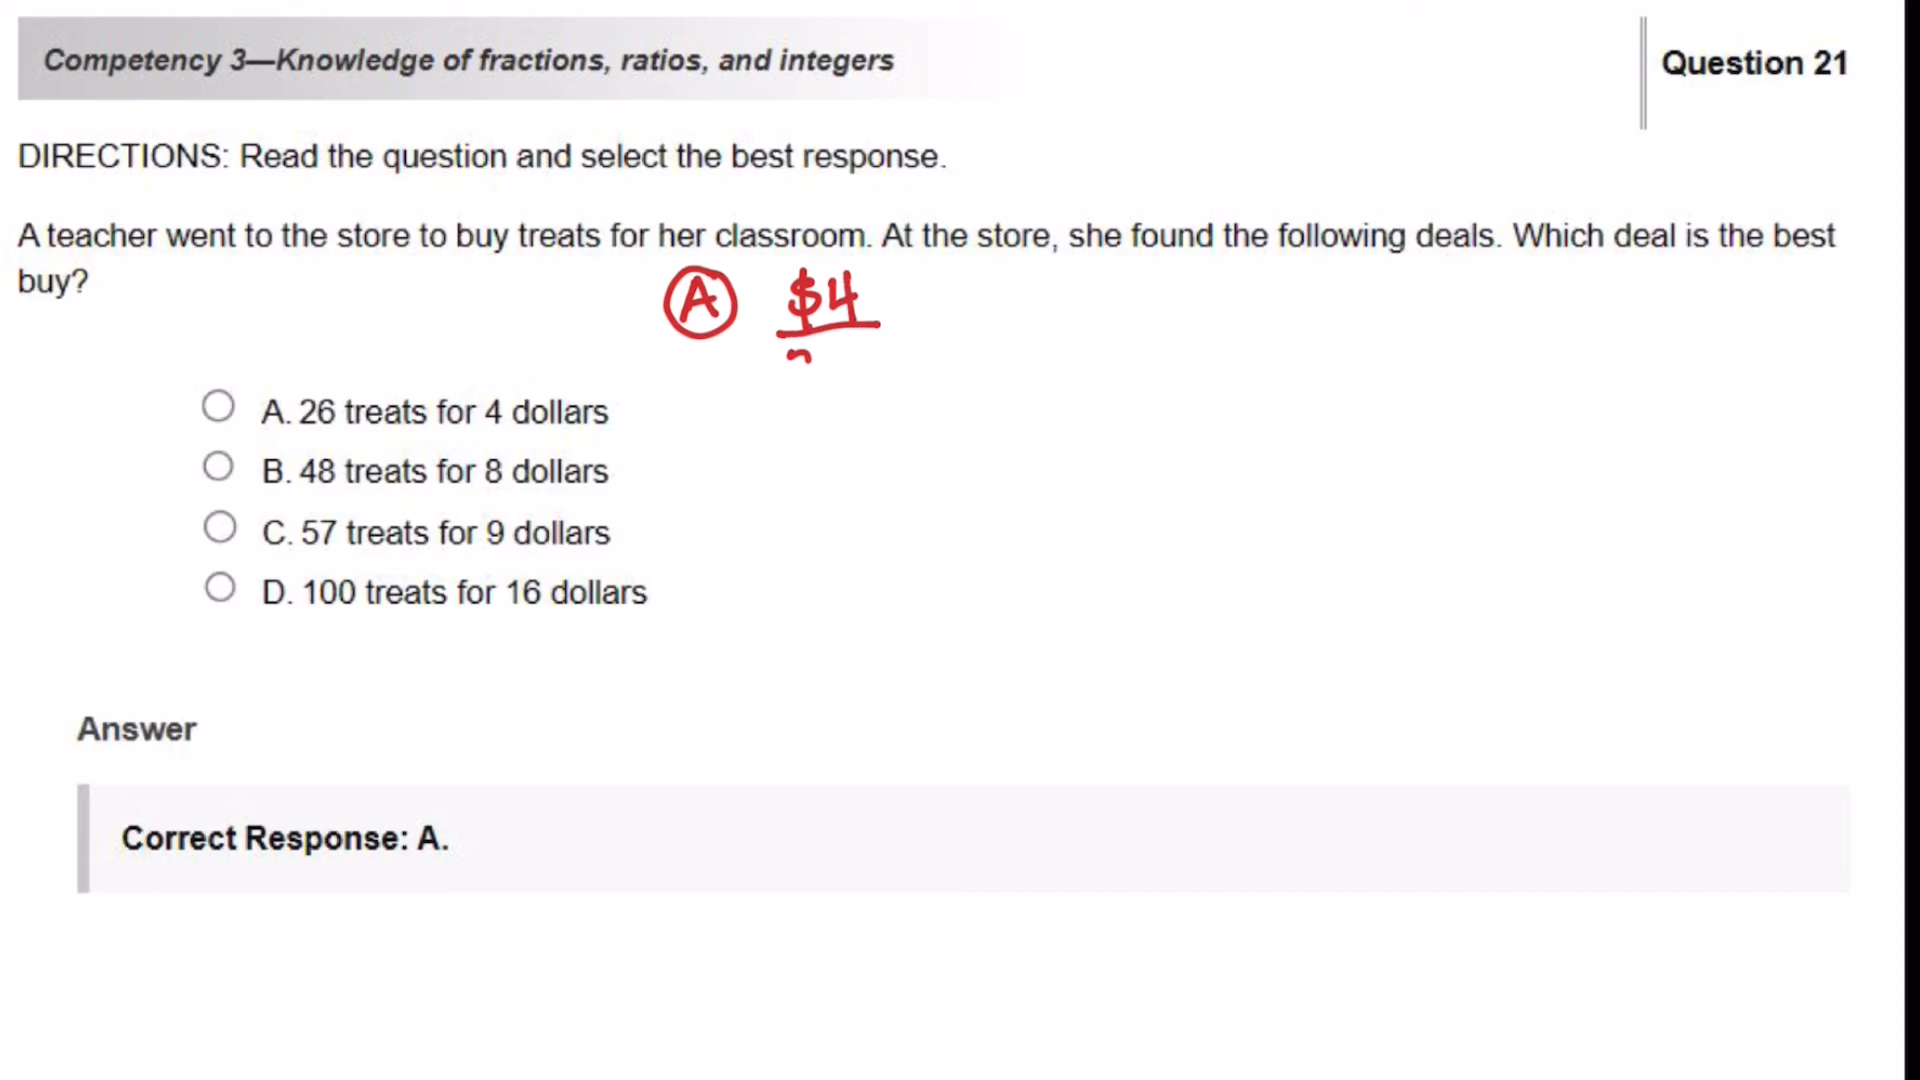 Competency 3—Knowledge of fractions, ratios, and integers
Question 21
DIRECTIONS: Read the question and select the best response.
A teacher went to the store to buy treats for her classroom. At the store, she found the following deals. Which deal is the best
buy?
A $4
A. 26 treats for 4 dollars
B. 48 treats for 8 dollars
C. 57 treats for 9 dollars
D. 100 treats for 16 dollars
Answer
Correct Response: A.